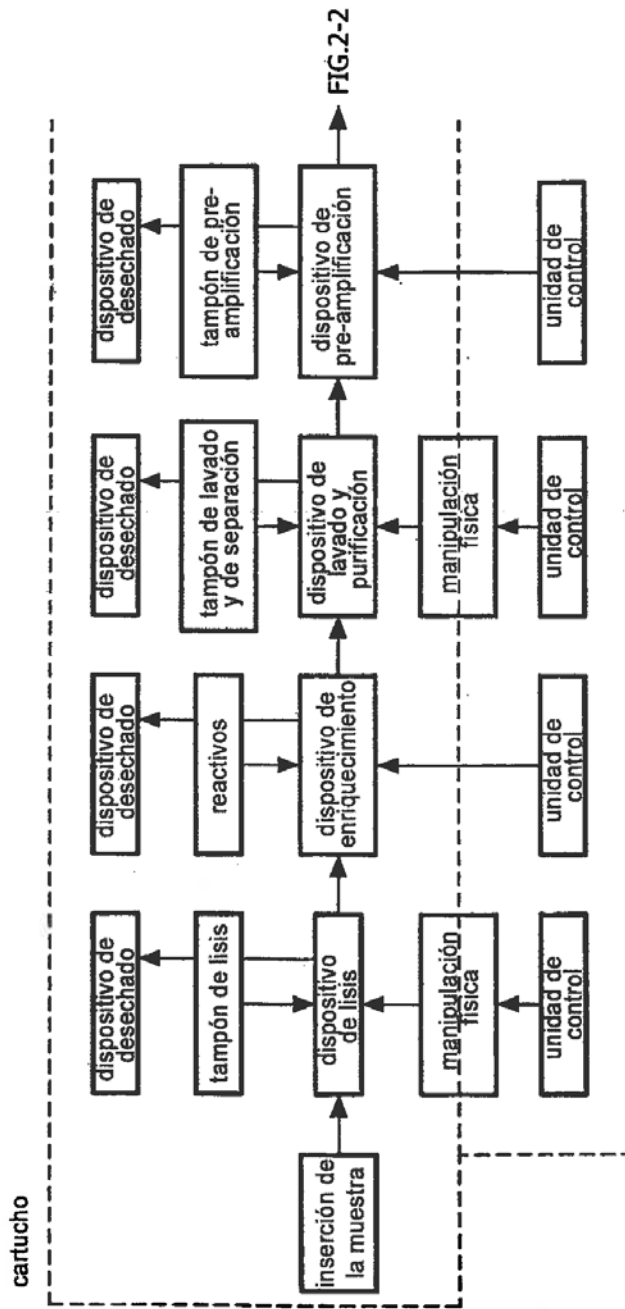 cartucho
dispositivo de
desechado
dispositivo de
desechado
dispositivo de
desechado
dispositivo de
desechado
tampón de lisis
reactivos
tampón de lavado
y de separación
tampón de pre-
amplificación
inserción de
la muestra
dispositivo
de lisis
dispositivo de
enriquecimiento
dispositivo de
lavado y
purificación
dispositivo de
pre-amplificación
FIG.2-2
manipulación
física
manipulación
física
unidad de
control
unidad de
control
unidad de
control
unidad de
control